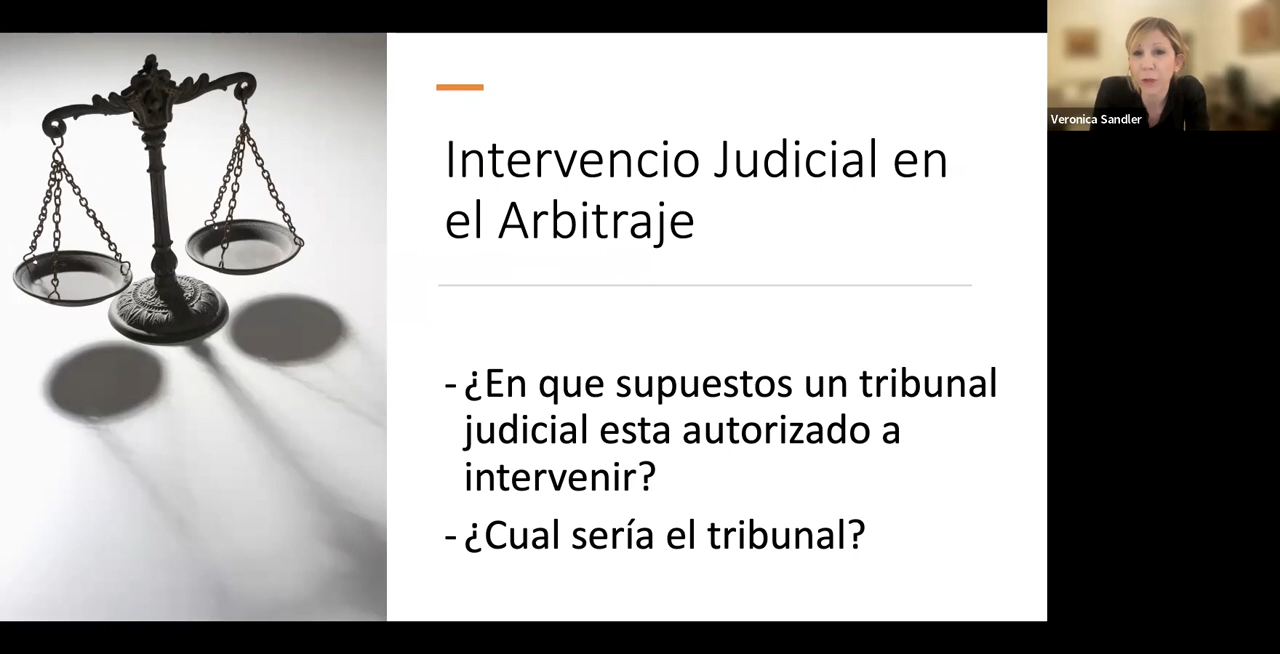 Intervencio Judicial en
el Arbitraje
- ¿En que supuestos un tribunal
judicial esta autorizado a
intervenir?
- ¿Cual sería el tribunal?
Veronica Sandler